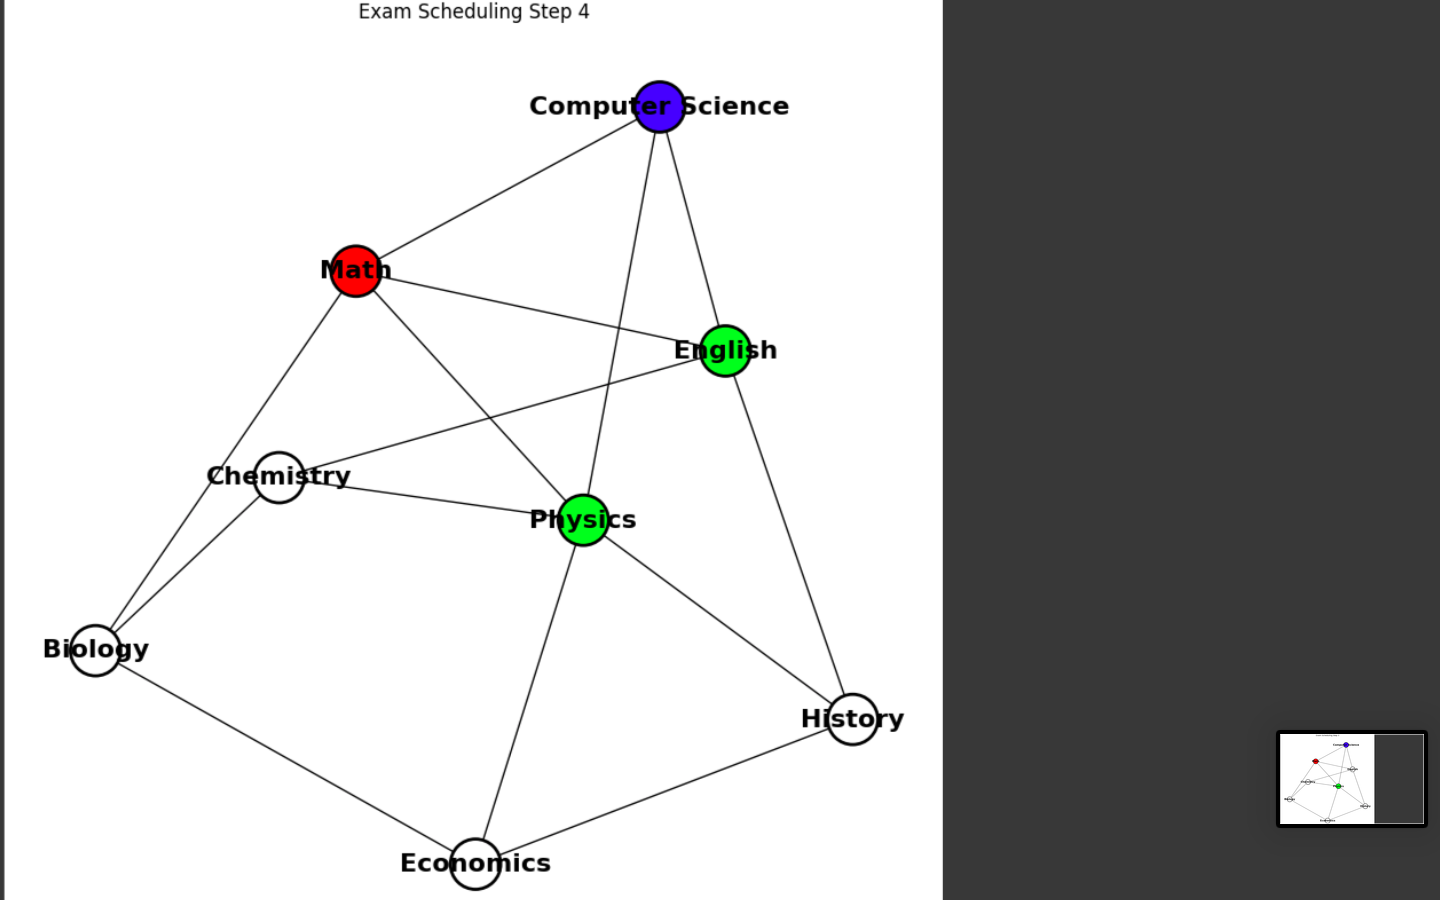 Exam Scheduling Step 4
Computer Science
Math
English
Chemistry
Physics
Biology
History
Economics